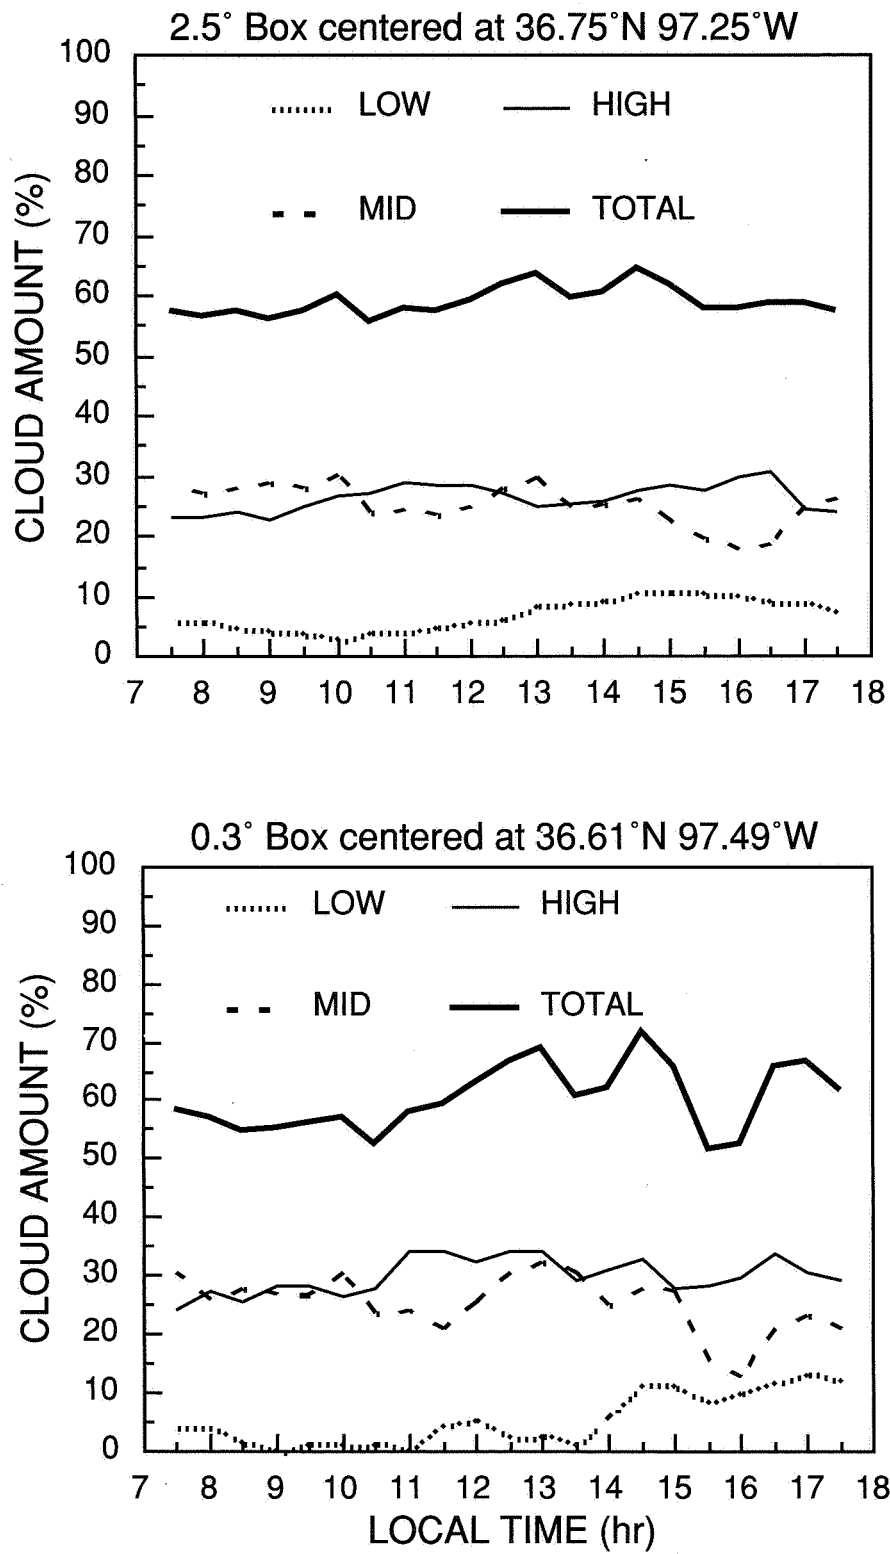 2.5° Box centered at 36.75°N 97.25°W
LOW
HIGH
MID
TOTAL
CLOUD AMOUNT (%)
100
90
80
70
60
50
40
30
20
10
0
7 8 9 10 11 12 13 14 15 16 17 18
0.3° Box centered at 36.61°N 97.49°W
LOW
HIGH
MID
TOTAL
CLOUD AMOUNT (%)
100
90
80
70
60
50
40
30
20
10
0
7 8 9 10 11 12 13 14 15 16 17 18
LOCAL TIME (hr)